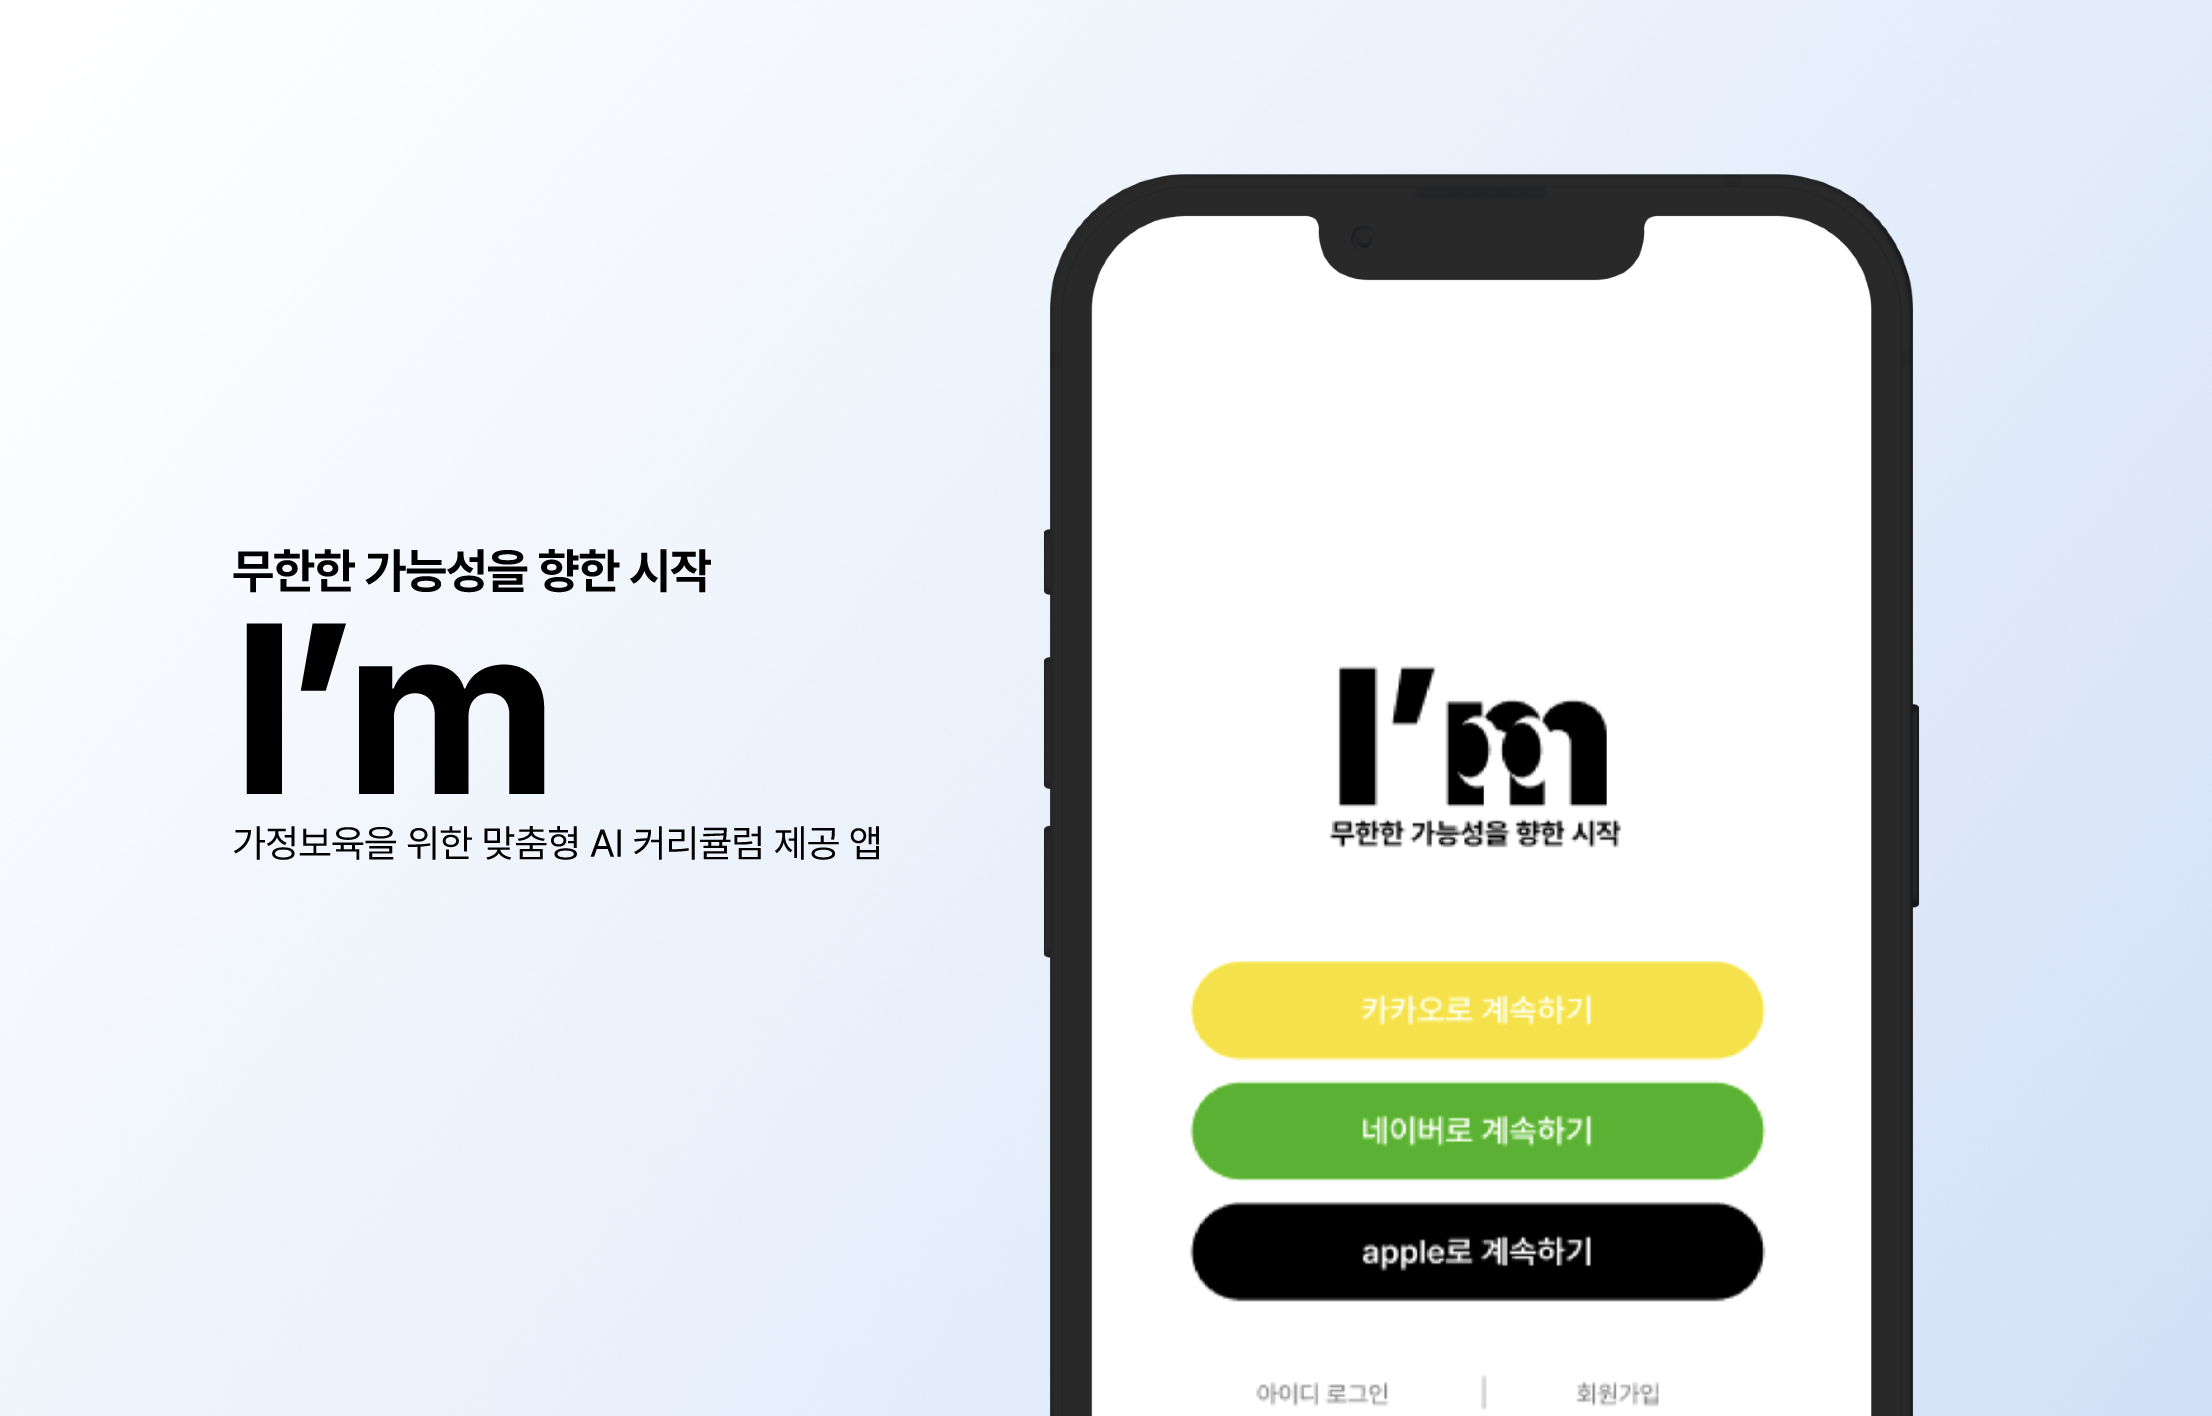 무한한 가능성을 향한 시작
I’m
가정보육을 위한 맞춤형 AI 커리큘럼 제공 앱
I’m
무한한 가능성을 향한 시작
카카오로 계속하기
네이버로 계속하기
apple로 계속하기
아이디 로그인 | 회원가입